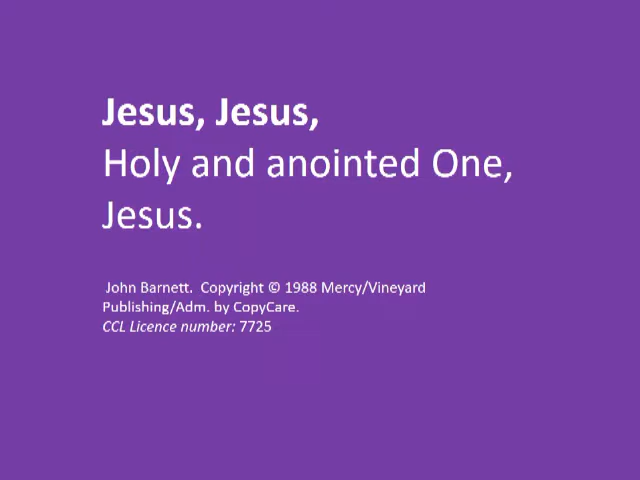 Jesus, Jesus,
Holy and anointed One,
Jesus.
John Barnett.  Copyright © 1988 Mercy/Vineyard
Publishing/Adm. by CopyCare.
CCL Licence number: 7725